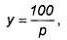 y = 100/p,